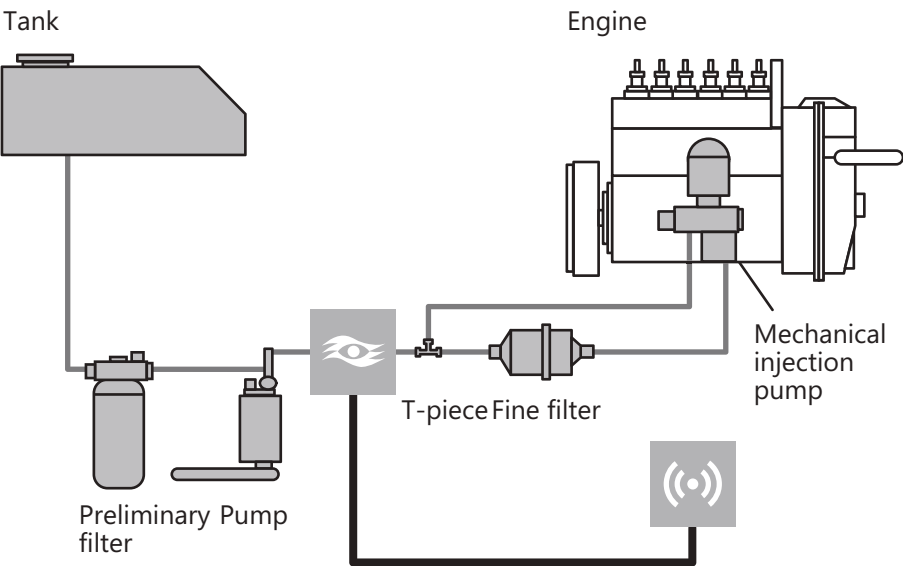 Tank
Engine
Mechanical
injection
pump
T-piece Fine filter
Preliminary Pump
filter